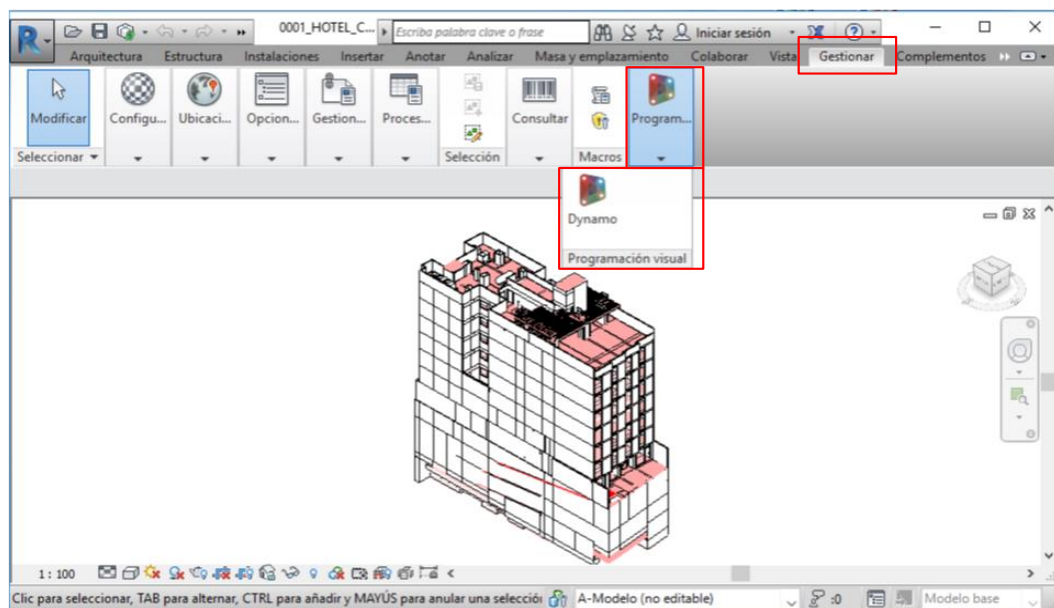 0001_HOTEL_C...
Escriba palabra clave o frase
Iniciar sesión
Arquitectura Estructura Instalaciones Insertar Anotar Analizar Masa y emplazamiento Colaborar Vista Gestionar Complementos
Modificar Configu... Ubicaci... Opcion... Gestion... Proces... Consultar Program...
Seleccionar Selección Macros
Dynamo
Programación visual
1 : 100
Clic para seleccionar, TAB para alternar, CTRL para añadir y MAYÚS para anular una selecció :0 A-Modelo (no editable) Modelo base